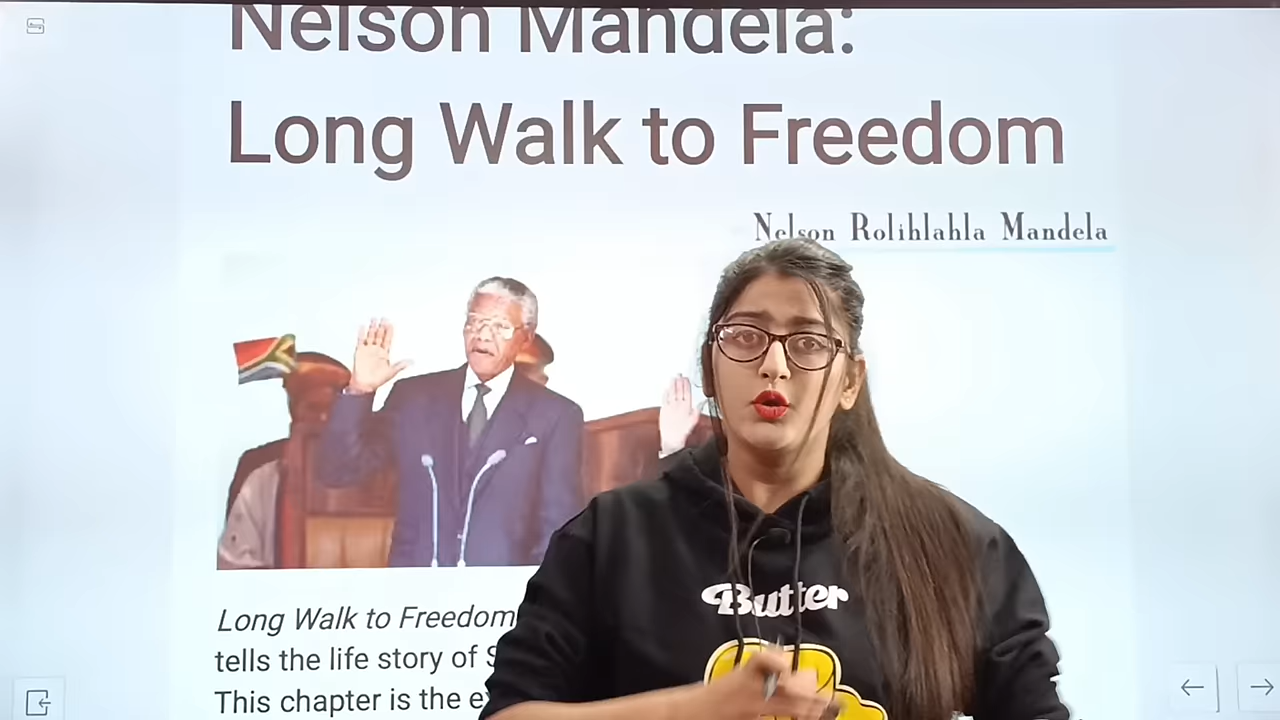 Nelson Mandela:
Long Walk to Freedom
Nelson Rolihlahla Mandela
Long Walk to Freedom
tells the life story of
This chapter is the
Butter